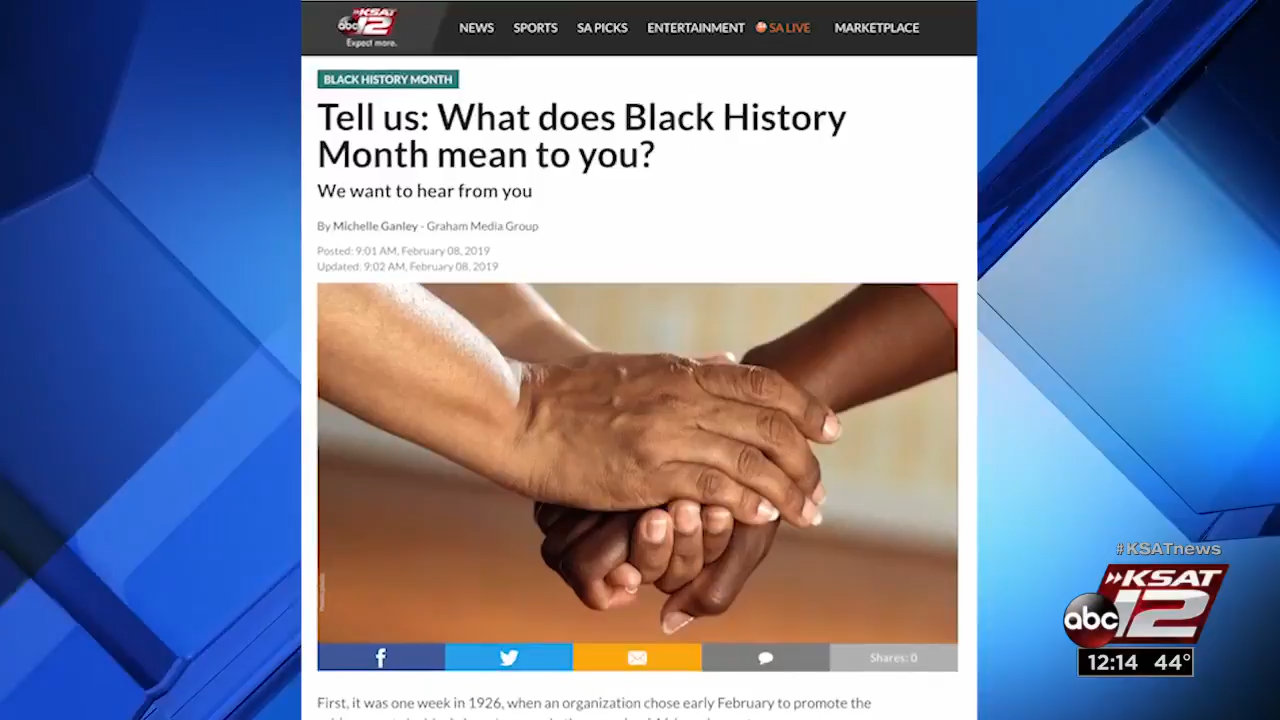 abc KSAT 12
Expect more.
NEWS SPORTS SA PICKS ENTERTAINMENT SA LIVE MARKETPLACE
BLACK HISTORY MONTH
Tell us: What does Black History
Month mean to you?
We want to hear from you
By Michelle Ganley - Graham Media Group
Posted: 9:01 AM, February 08, 2019
Updated: 9:02 AM, February 08, 2019
f
Shares: 0
First, it was one week in 1926, when an organization chose early February to promote the
#KSATnews
KSAT
abc 12
12:14 44°